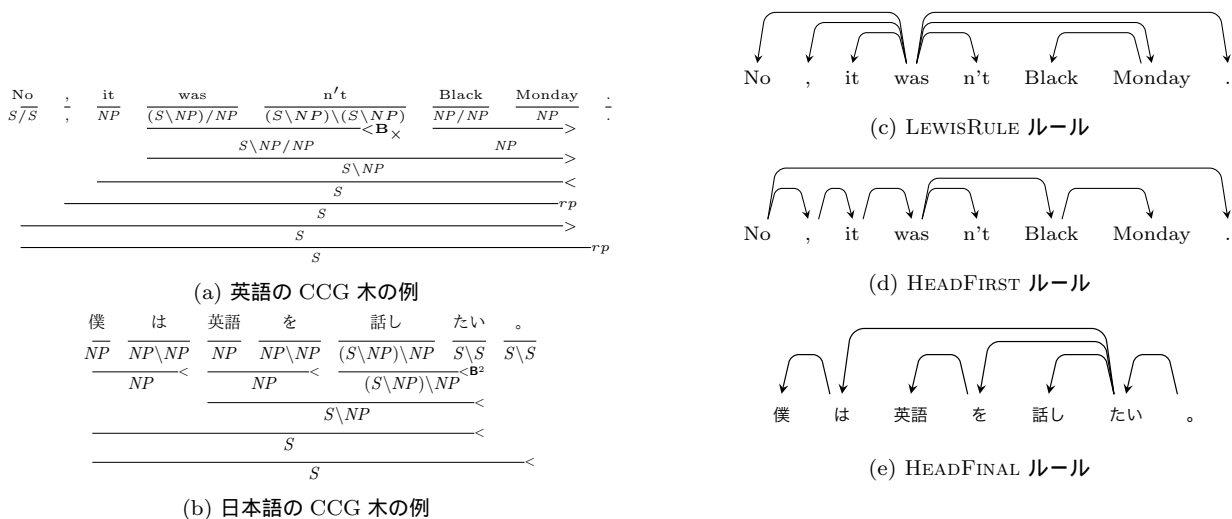 No , it was n't Black Monday .
S/S , NP (S\NP)/NP (S\NP)\(S\NP) NP/NP NP .
<B×
>
S\NP/NP NP
>
S\NP
<
S
rp
S
>
S
rp
S
(a) 英語の CCG 木の例
僕 は 英語 を 話し たい 。
NP NP\NP NP NP\NP (S\NP)\NP S\S S\S
< < <B²
NP NP (S\NP)\NP
<
S\NP
<
S
<
S
(b) 日本語の CCG 木の例
No , it was n't Black Monday .
(c) LEWISRULE ルール
No , it was n't Black Monday .
(d) HEADFIRST ルール
僕 は 英語 を 話し たい 。
(e) HEADFINAL ルール